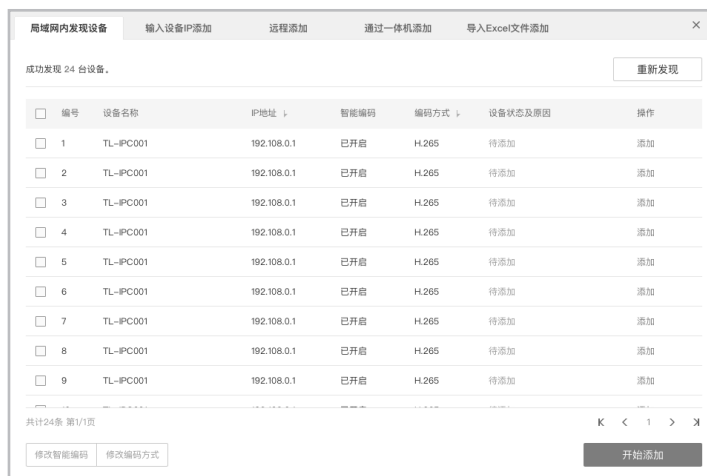 局域网内发现设备 输入设备IP添加 远程添加 通过一体机添加 导入Excel文件添加
成功发现 24 台设备。 重新发现
编号 设备名称 IP地址 智能编码 编码方式 设备状态及原因 操作
1 TL-IPC001 192.108.0.1 已开启 H.265 待添加 添加
2 TL-IPC001 192.108.0.1 已开启 H.265 待添加 添加
3 TL-IPC001 192.108.0.1 已开启 H.265 待添加 添加
4 TL-IPC001 192.108.0.1 已开启 H.265 待添加 添加
5 TL-IPC001 192.108.0.1 已开启 H.265 待添加 添加
6 TL-IPC001 192.108.0.1 已开启 H.265 待添加 添加
7 TL-IPC001 192.108.0.1 已开启 H.265 待添加 添加
8 TL-IPC001 192.108.0.1 已开启 H.265 待添加 添加
9 TL-IPC001 192.108.0.1 已开启 H.265 待添加 添加
共计24条 第1/1页 1
修改智能编码 修改编码方式 开始添加